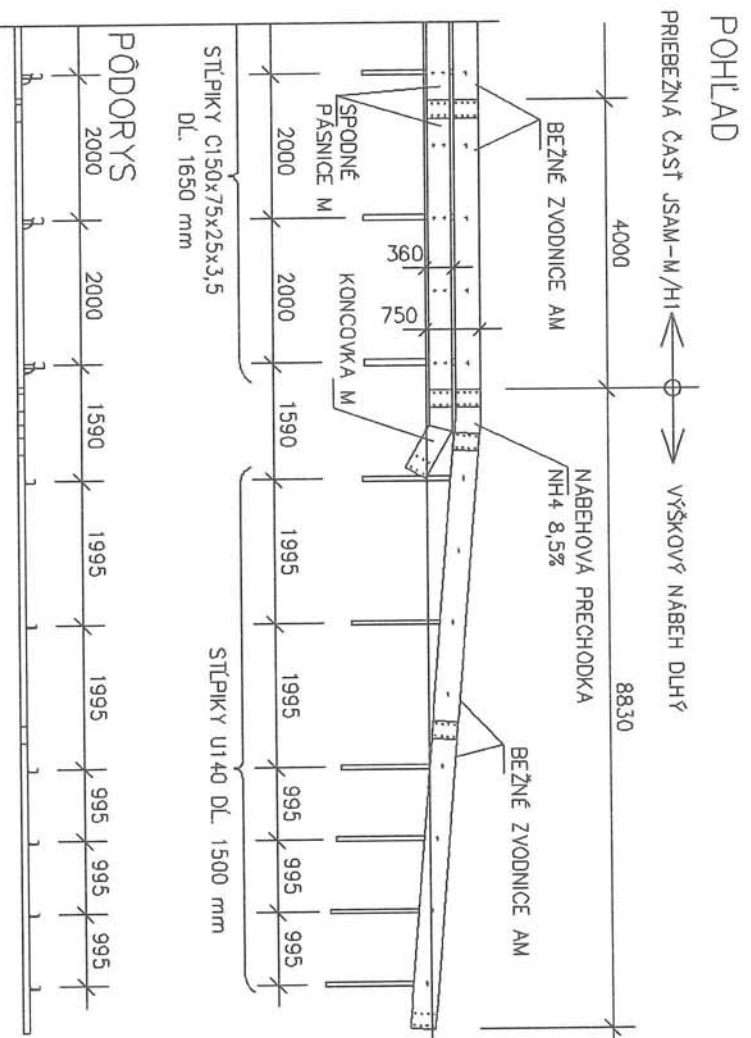 POHĽAD
PRIEBEŽNÁ ČASŤ JSAM-M/H1
VÝŠKOVÝ NÁBEH DLHÝ
4000
8830
BEŽNÉ ZVODNICE AM
NÁBEHOVÁ PRECHODKA
NH4 8,5%
BEŽNÉ ZVODNICE AM
360
750
SPODNÉ
PÁSNICE M
KONCOVKA M
2000
2000
1590
1995
1995
995
995
995
STĹPIKY C150x75x25x3,5
DĹ. 1650 mm
STĹPIKY U140 DĹ. 1500 mm
PÔDORYS
2000
2000
1590
1995
1995
995
995
995